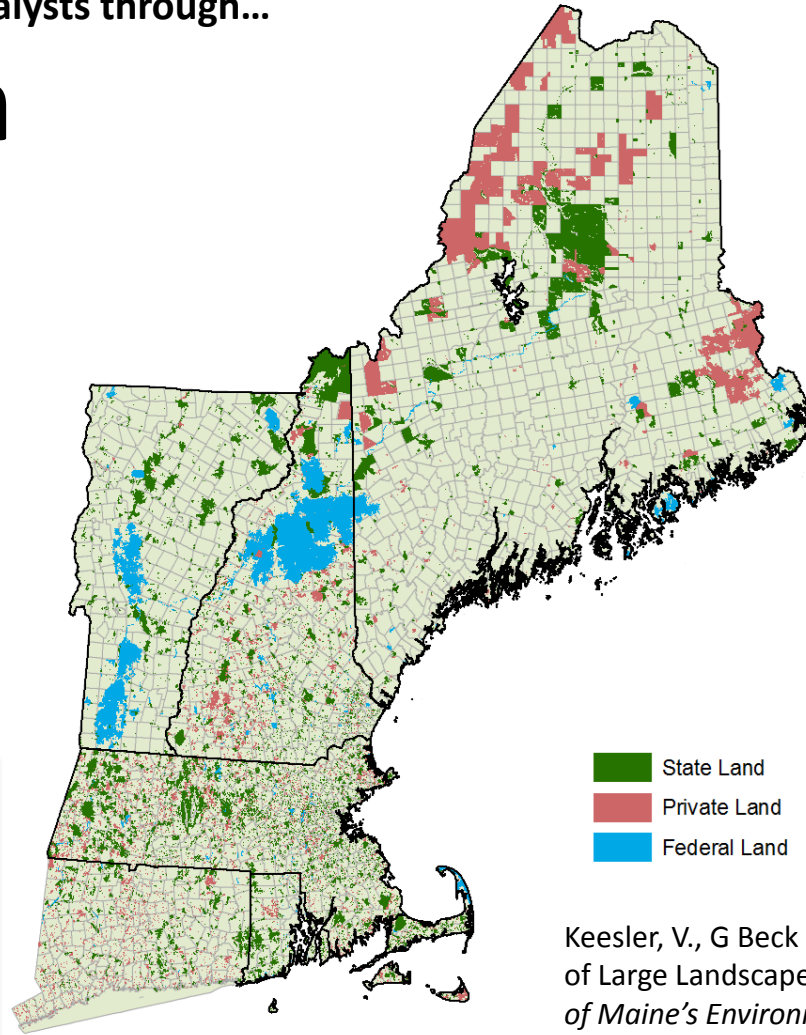 alysts through…
State Land
Private Land
Federal Land
Keesler, V., G Beck
of Large Landscape
of Maine's Environ